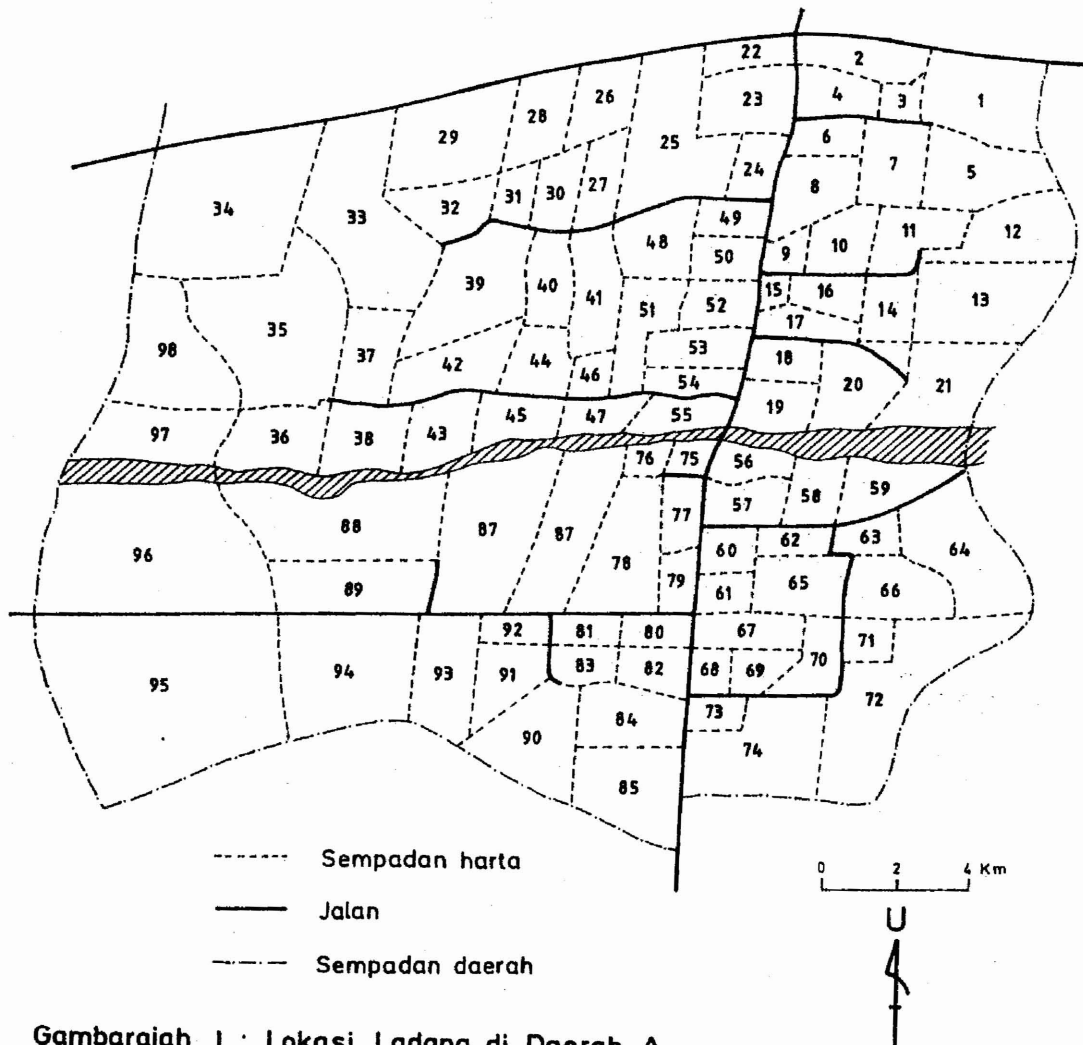 22 2
26
28 23 4 3 1
29 25 6
7
24 5
8
31 30 27
32
34 33 49 12
48 11
9 10
50
39 40 41 15 16 13
51 52 14
35 17
98 37 53 18
42 44 46 54 20 21
19
45 47 55
97 36 38 43
76 75 56
59
57 58
88 77
96 87 87 62 63 64
60
78
89 79 61 65 66
92 81 80 67
71
93 91 83 82 68 69 70
95 94 72
73
84
90 74
85
Sempadan harta
Jalan
Sempadan daerah
0 2 4 Km
U
Gambarajah 1 : Lokasi Ladang di Daerah A